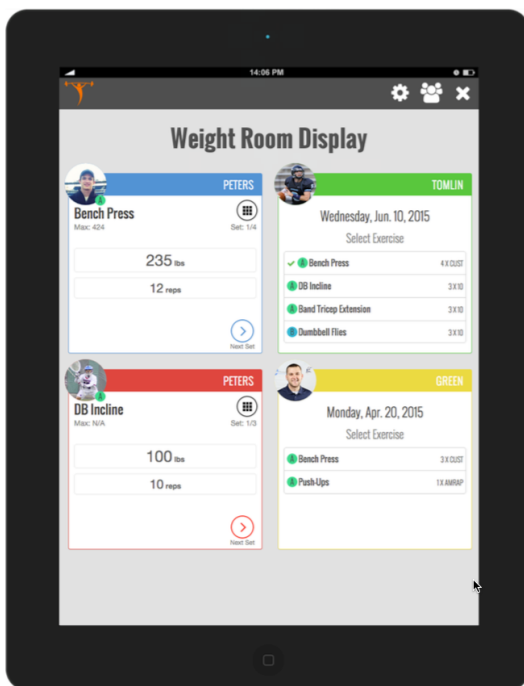 14:06 PM
Weight Room Display
PETERS
A
Bench Press
Max: 424
Set: 1/4
235 lbs
12 reps
Next Set
TOMLIN
Wednesday, Jun. 10, 2015
Select Exercise
A Bench Press 4 X CUST
A DB Incline 3 X 10
A Band Tricep Extension 3 X 10
B Dumbbell Flies 3 X 10
PETERS
A
DB Incline
Max: N/A
Set: 1/3
100 lbs
10 reps
Next Set
GREEN
Monday, Apr. 20, 2015
Select Exercise
A Bench Press 3 X CUST
A Push-Ups 1 X AMRAP